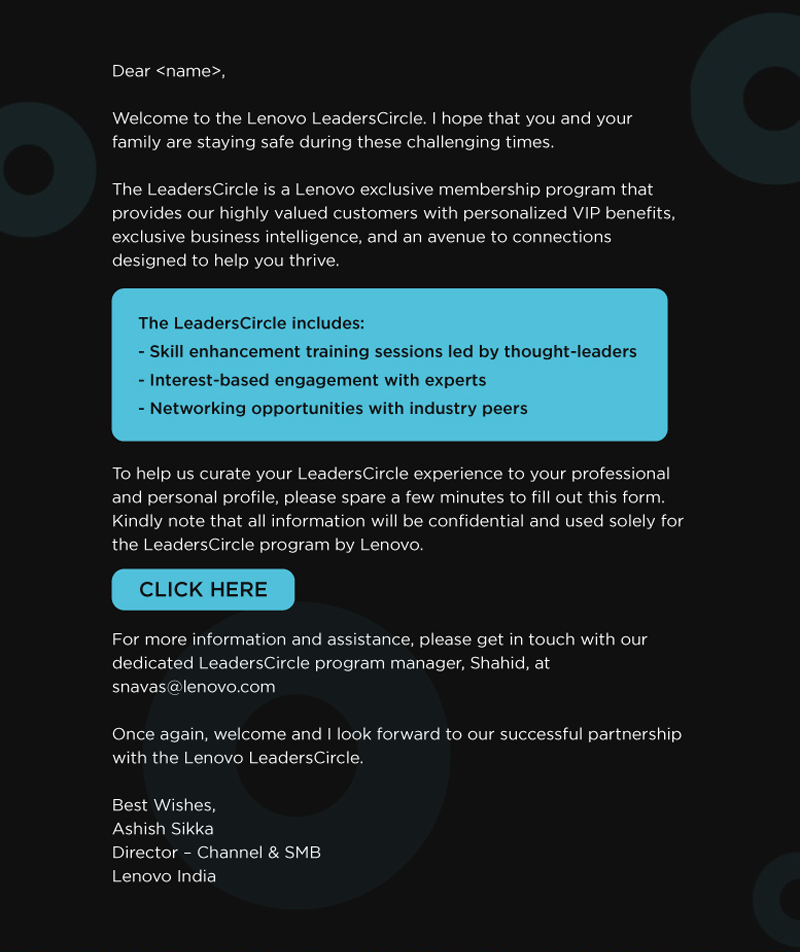 Dear <name>,
Welcome to the Lenovo LeadersCircle. I hope that you and your
family are staying safe during these challenging times.
The LeadersCircle is a Lenovo exclusive membership program that
provides our highly valued customers with personalized VIP benefits,
exclusive business intelligence, and an avenue to connections
designed to help you thrive.
The LeadersCircle includes:
- Skill enhancement training sessions led by thought-leaders
- Interest-based engagement with experts
- Networking opportunities with industry peers
To help us curate your LeadersCircle experience to your professional
and personal profile, please spare a few minutes to fill out this form.
Kindly note that all information will be confidential and used solely for
the LeadersCircle program by Lenovo.
CLICK HERE
For more information and assistance, please get in touch with our
dedicated LeadersCircle program manager, Shahid, at
snavas@lenovo.com
Once again, welcome and I look forward to our successful partnership
with the Lenovo LeadersCircle.
Best Wishes,
Ashish Sikka
Director – Channel & SMB
Lenovo India